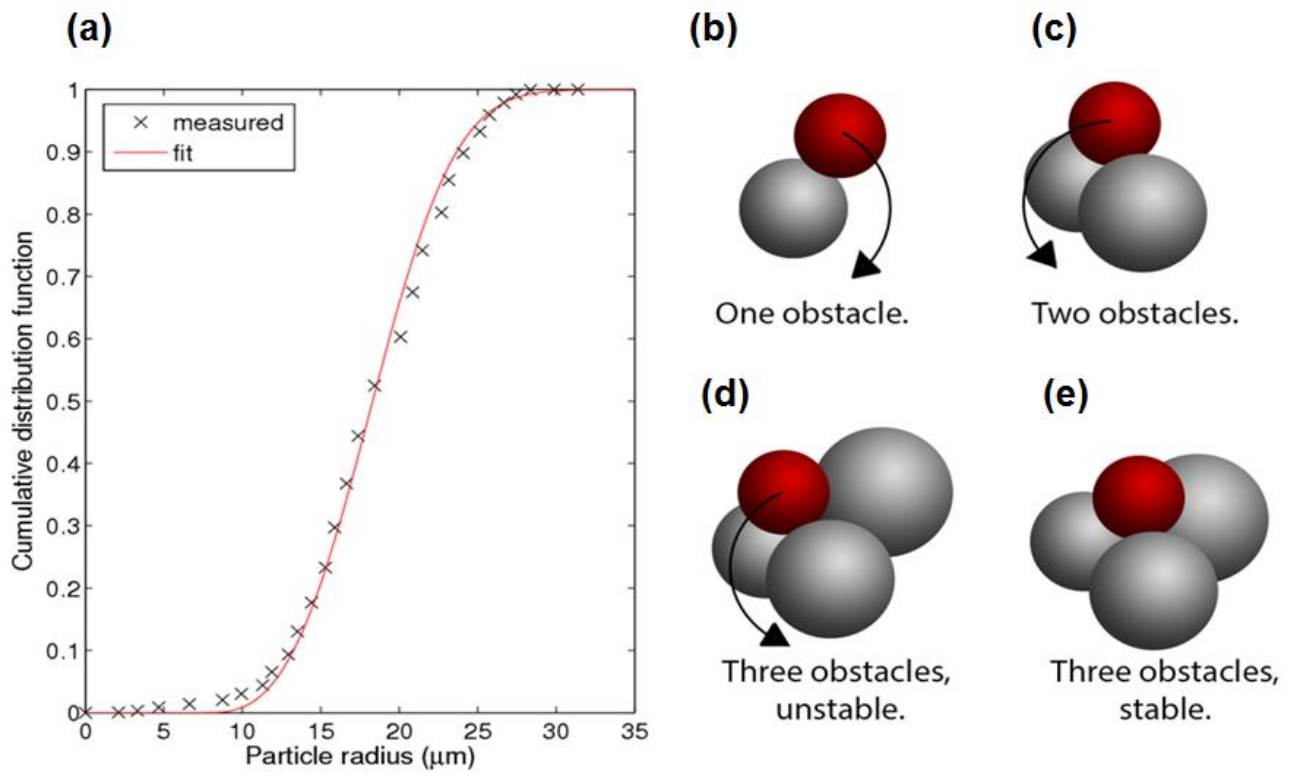 (a)
Cumulative distribution function
1
0.9
0.8
0.7
0.6
0.5
0.4
0.3
0.2
0.1
0
measured
fit
0 5 10 15 20 25 30 35
Particle radius (μm)
(b)
One obstacle.
(c)
Two obstacles.
(d)
Three obstacles,
unstable.
(e)
Three obstacles,
stable.